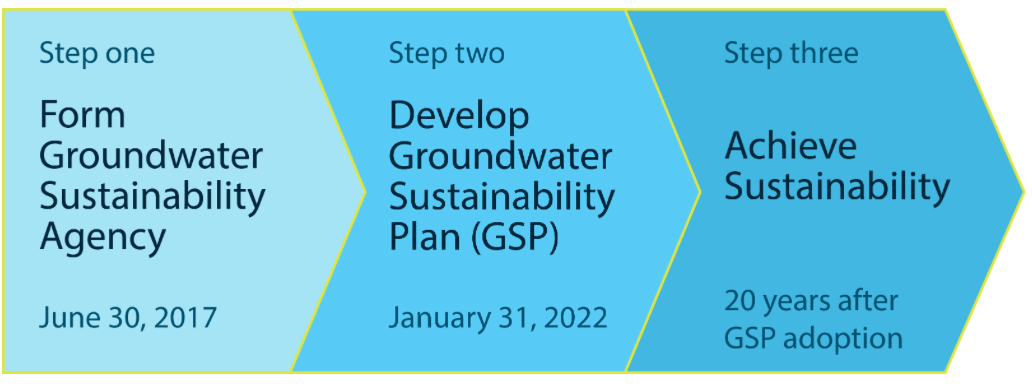 Step one
Form
Groundwater
Sustainability
Agency
June 30, 2017
Step two
Develop
Groundwater
Sustainability
Plan (GSP)
January 31, 2022
Step three
Achieve
Sustainability
20 years after
GSP adoption